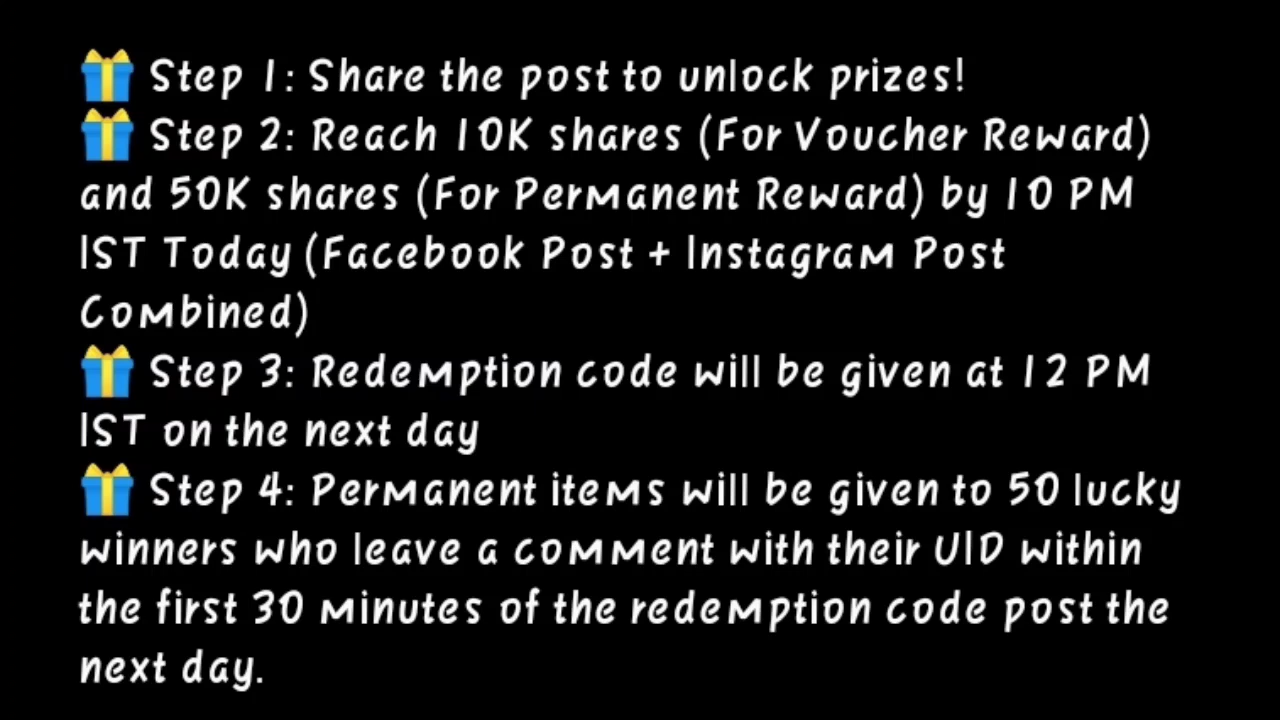 🎁 Step 1: Share the post to unlock prizes!
🎁 Step 2: Reach 10K shares (For Voucher Reward)
and 50K shares (For Permanent Reward) by 10 PM
IST Today (Facebook Post + Instagram Post
Combined)
🎁 Step 3: Redemption code will be given at 12 PM
IST on the next day
🎁 Step 4: Permanent items will be given to 50 lucky
winners who leave a comment with their UID within
the first 30 minutes of the redemption code post the
next day.